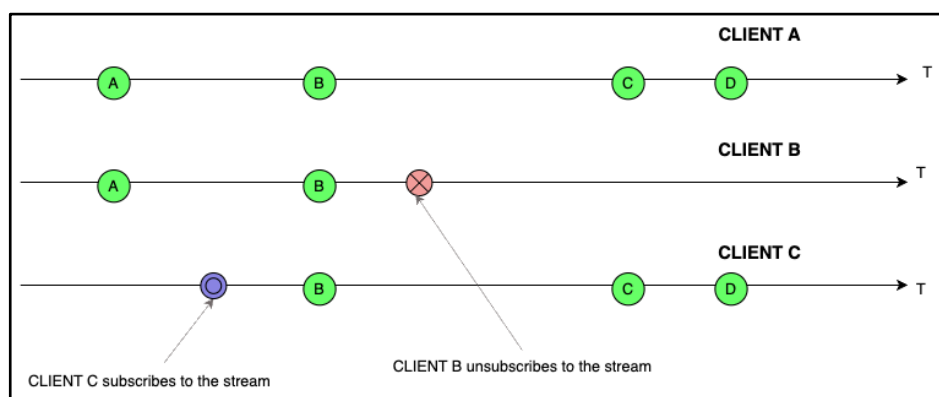 CLIENT A
T
A
B
C
D
CLIENT B
T
A
B
CLIENT C
B
C
D
T
CLIENT B unsubscribes to the stream
CLIENT C subscribes to the stream